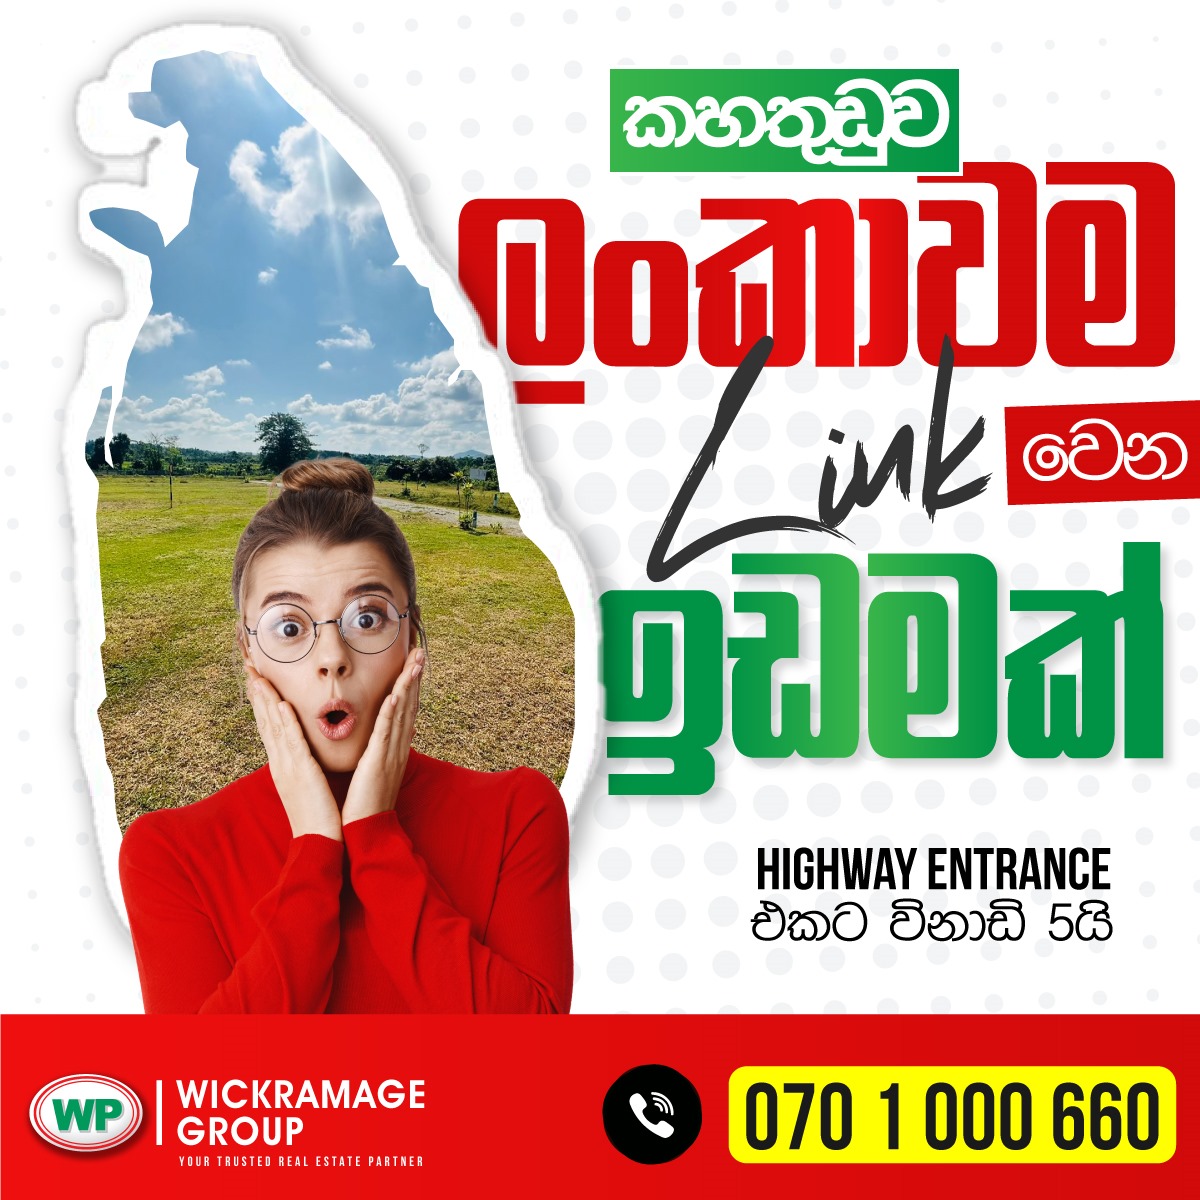 කහතුඩුව
ලංකාවම
Link වෙන
ඉඩමක්
HIGHWAY ENTRANCE
එකට විනාඩි 5යි
WP
WICKRAMAGE
GROUP
YOUR TRUSTED REAL ESTATE PARTNER
070 1 000 660